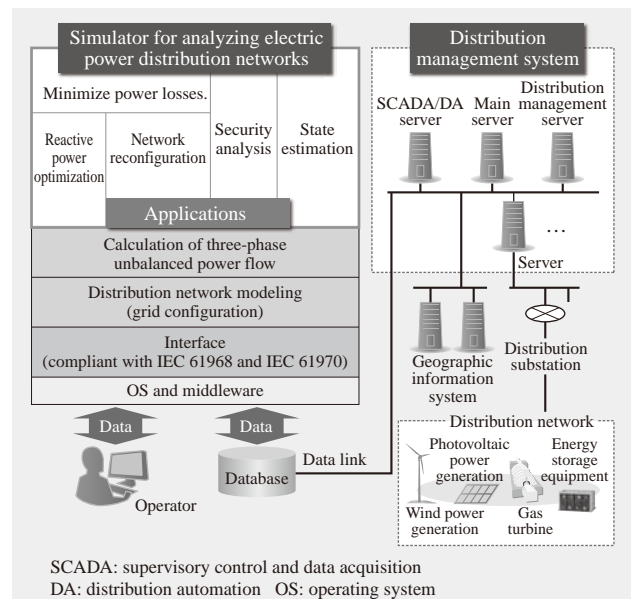 Simulator for analyzing electric
power distribution networks
Minimize power losses.
Reactive
power
optimization
Network
reconfiguration
Security
analysis
State
estimation
Applications
Calculation of three-phase
unbalanced power flow
Distribution network modeling
(grid configuration)
Interface
(compliant with IEC 61968 and IEC 61970)
OS and middleware
Data
Data
Operator
Database
Data link
Distribution
management system
SCADA/DA
server
Main
server
Distribution
management
server
...
Server
Geographic
information
system
Distribution
substation
Distribution network
Photovoltaic
power
generation
Energy
storage
equipment
Wind power
generation
Gas
turbine
SCADA: supervisory control and data acquisition
DA: distribution automation OS: operating system